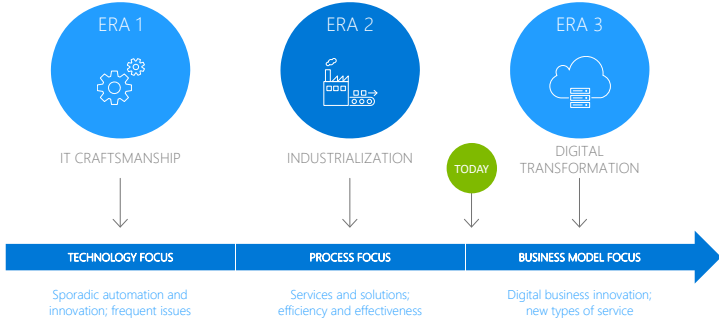 ERA 1
ERA 2
ERA 3
IT CRAFTSMANSHIP
INDUSTRIALIZATION
DIGITAL
TRANSFORMATION
TODAY
TECHNOLOGY FOCUS
PROCESS FOCUS
BUSINESS MODEL FOCUS
Sporadic automation and
innovation; frequent issues
Services and solutions;
efficiency and effectiveness
Digital business innovation;
new types of service